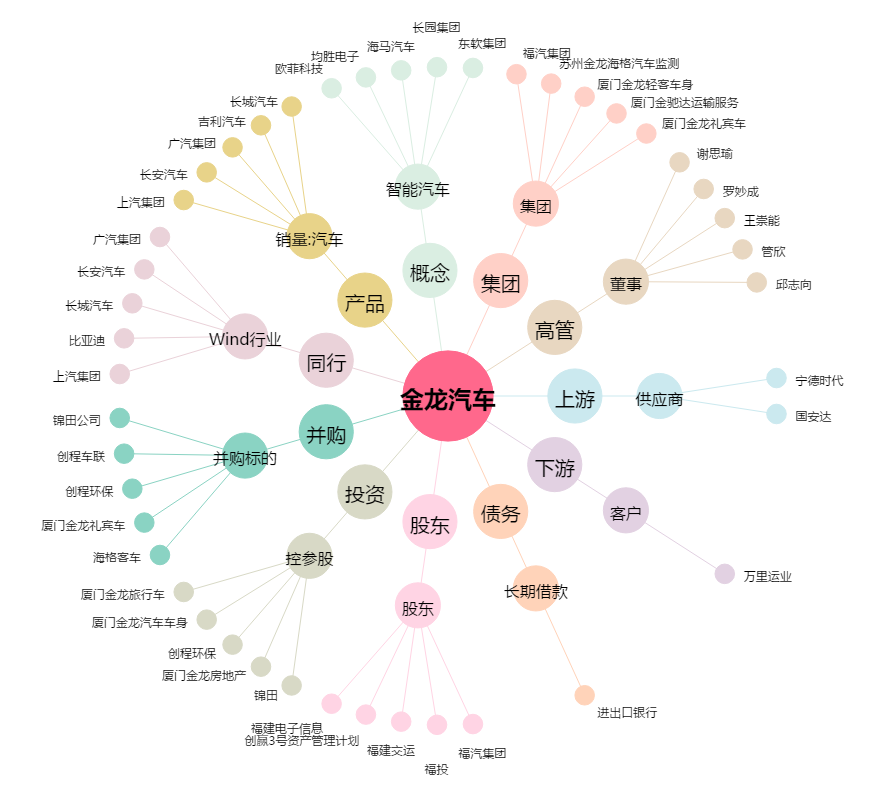 长园集团
东软集团
海马汽车
均胜电子
欧菲科技
智能汽车
概念
福汽集团
苏州金龙海格汽车监测
厦门金龙轻客车身
厦门金驰达运输服务
厦门金龙礼宾车
集团
集团
谢思瑜
罗妙成
王崇能
管欣
邱志向
董事
高管
长城汽车
吉利汽车
广汽集团
长安汽车
上汽集团
销量:汽车
产品
广汽集团
长安汽车
长城汽车
比亚迪
上汽集团
Wind行业
同行
金龙汽车
上游
供应商
宁德时代
国安达
下游
客户
万里运业
并购
并购标的
锦田公司
创程车联
创程环保
厦门金龙礼宾车
海格客车
投资
控参股
厦门金龙旅行车
厦门金龙汽车车身
创程环保
厦门金龙房地产
锦田
股东
股东
福建电子信息
创赢3号资产管理计划
福建交运
福投
福汽集团
债务
长期借款
进出口银行